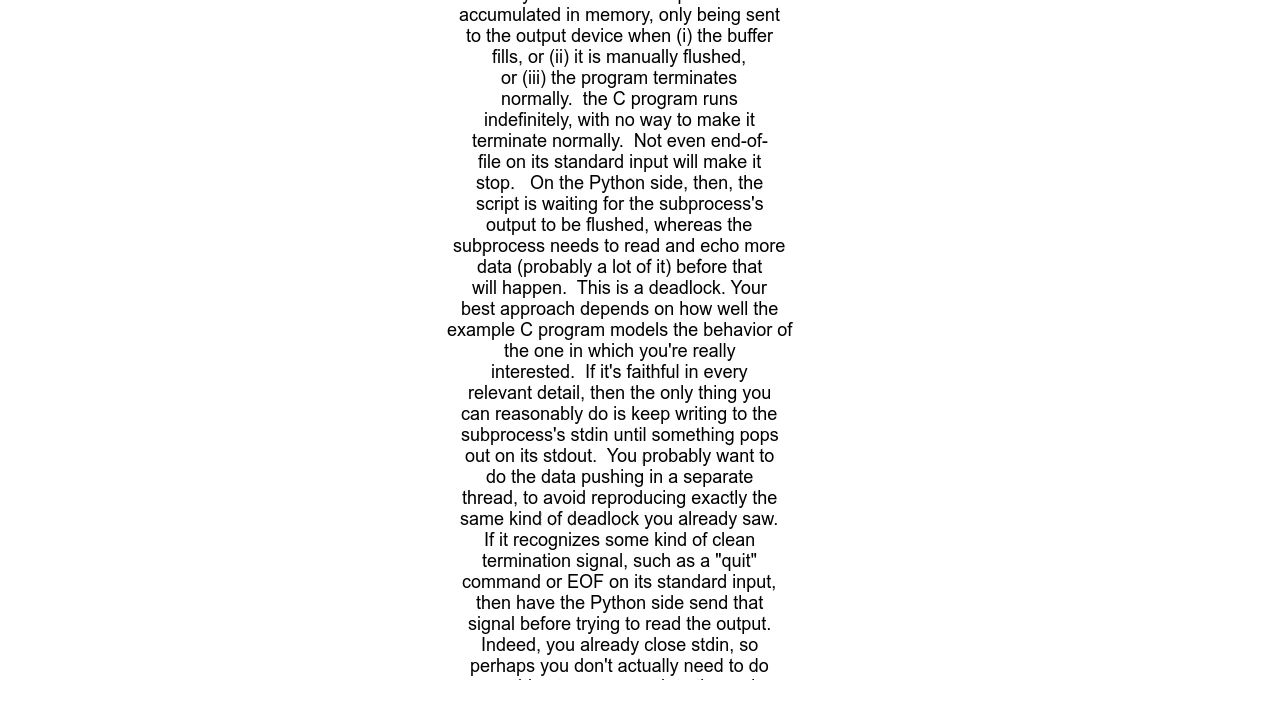 accumulated in memory, only being sent
to the output device when (i) the buffer
fills, or (ii) it is manually flushed,
or (iii) the program terminates
normally.  the C program runs
indefinitely, with no way to make it
terminate normally.  Not even end-of-
file on its standard input will make it
stop.   On the Python side, then, the
script is waiting for the subprocess's
output to be flushed, whereas the
subprocess needs to read and echo more
data (probably a lot of it) before that
will happen.  This is a deadlock. Your
best approach depends on how well the
example C program models the behavior of
the one in which you're really
interested.  If it's faithful in every
relevant detail, then the only thing you
can reasonably do is keep writing to the
subprocess's stdin until something pops
out on its stdout.  You probably want to
do the data pushing in a separate
thread, to avoid reproducing exactly the
same kind of deadlock you already saw.
If it recognizes some kind of clean
termination signal, such as a "quit"
command or EOF on its standard input,
then have the Python side send that
signal before trying to read the output.
Indeed, you already close stdin, so
perhaps you don't actually need to do